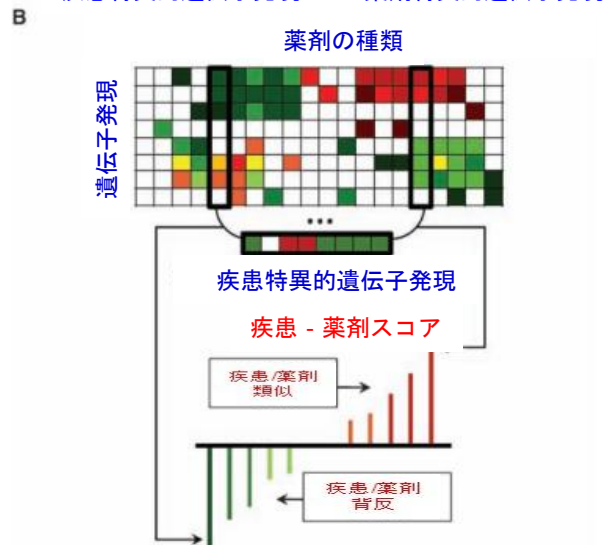 B
薬剤の種類
遺伝子発現
...
疾患特異的遺伝子発現
疾患 - 薬剤スコア
疾患/薬剤
類似
疾患/薬剤
背反